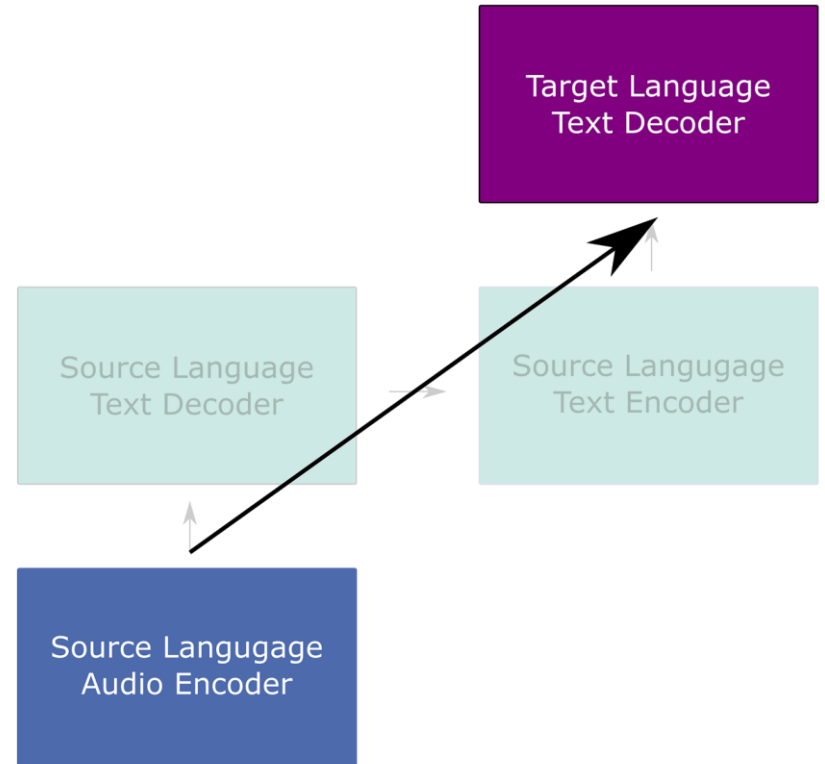 Target Language
Text Decoder
Source Language
Text Decoder
Source Langugage
Text Encoder
Source Langugage
Audio Encoder